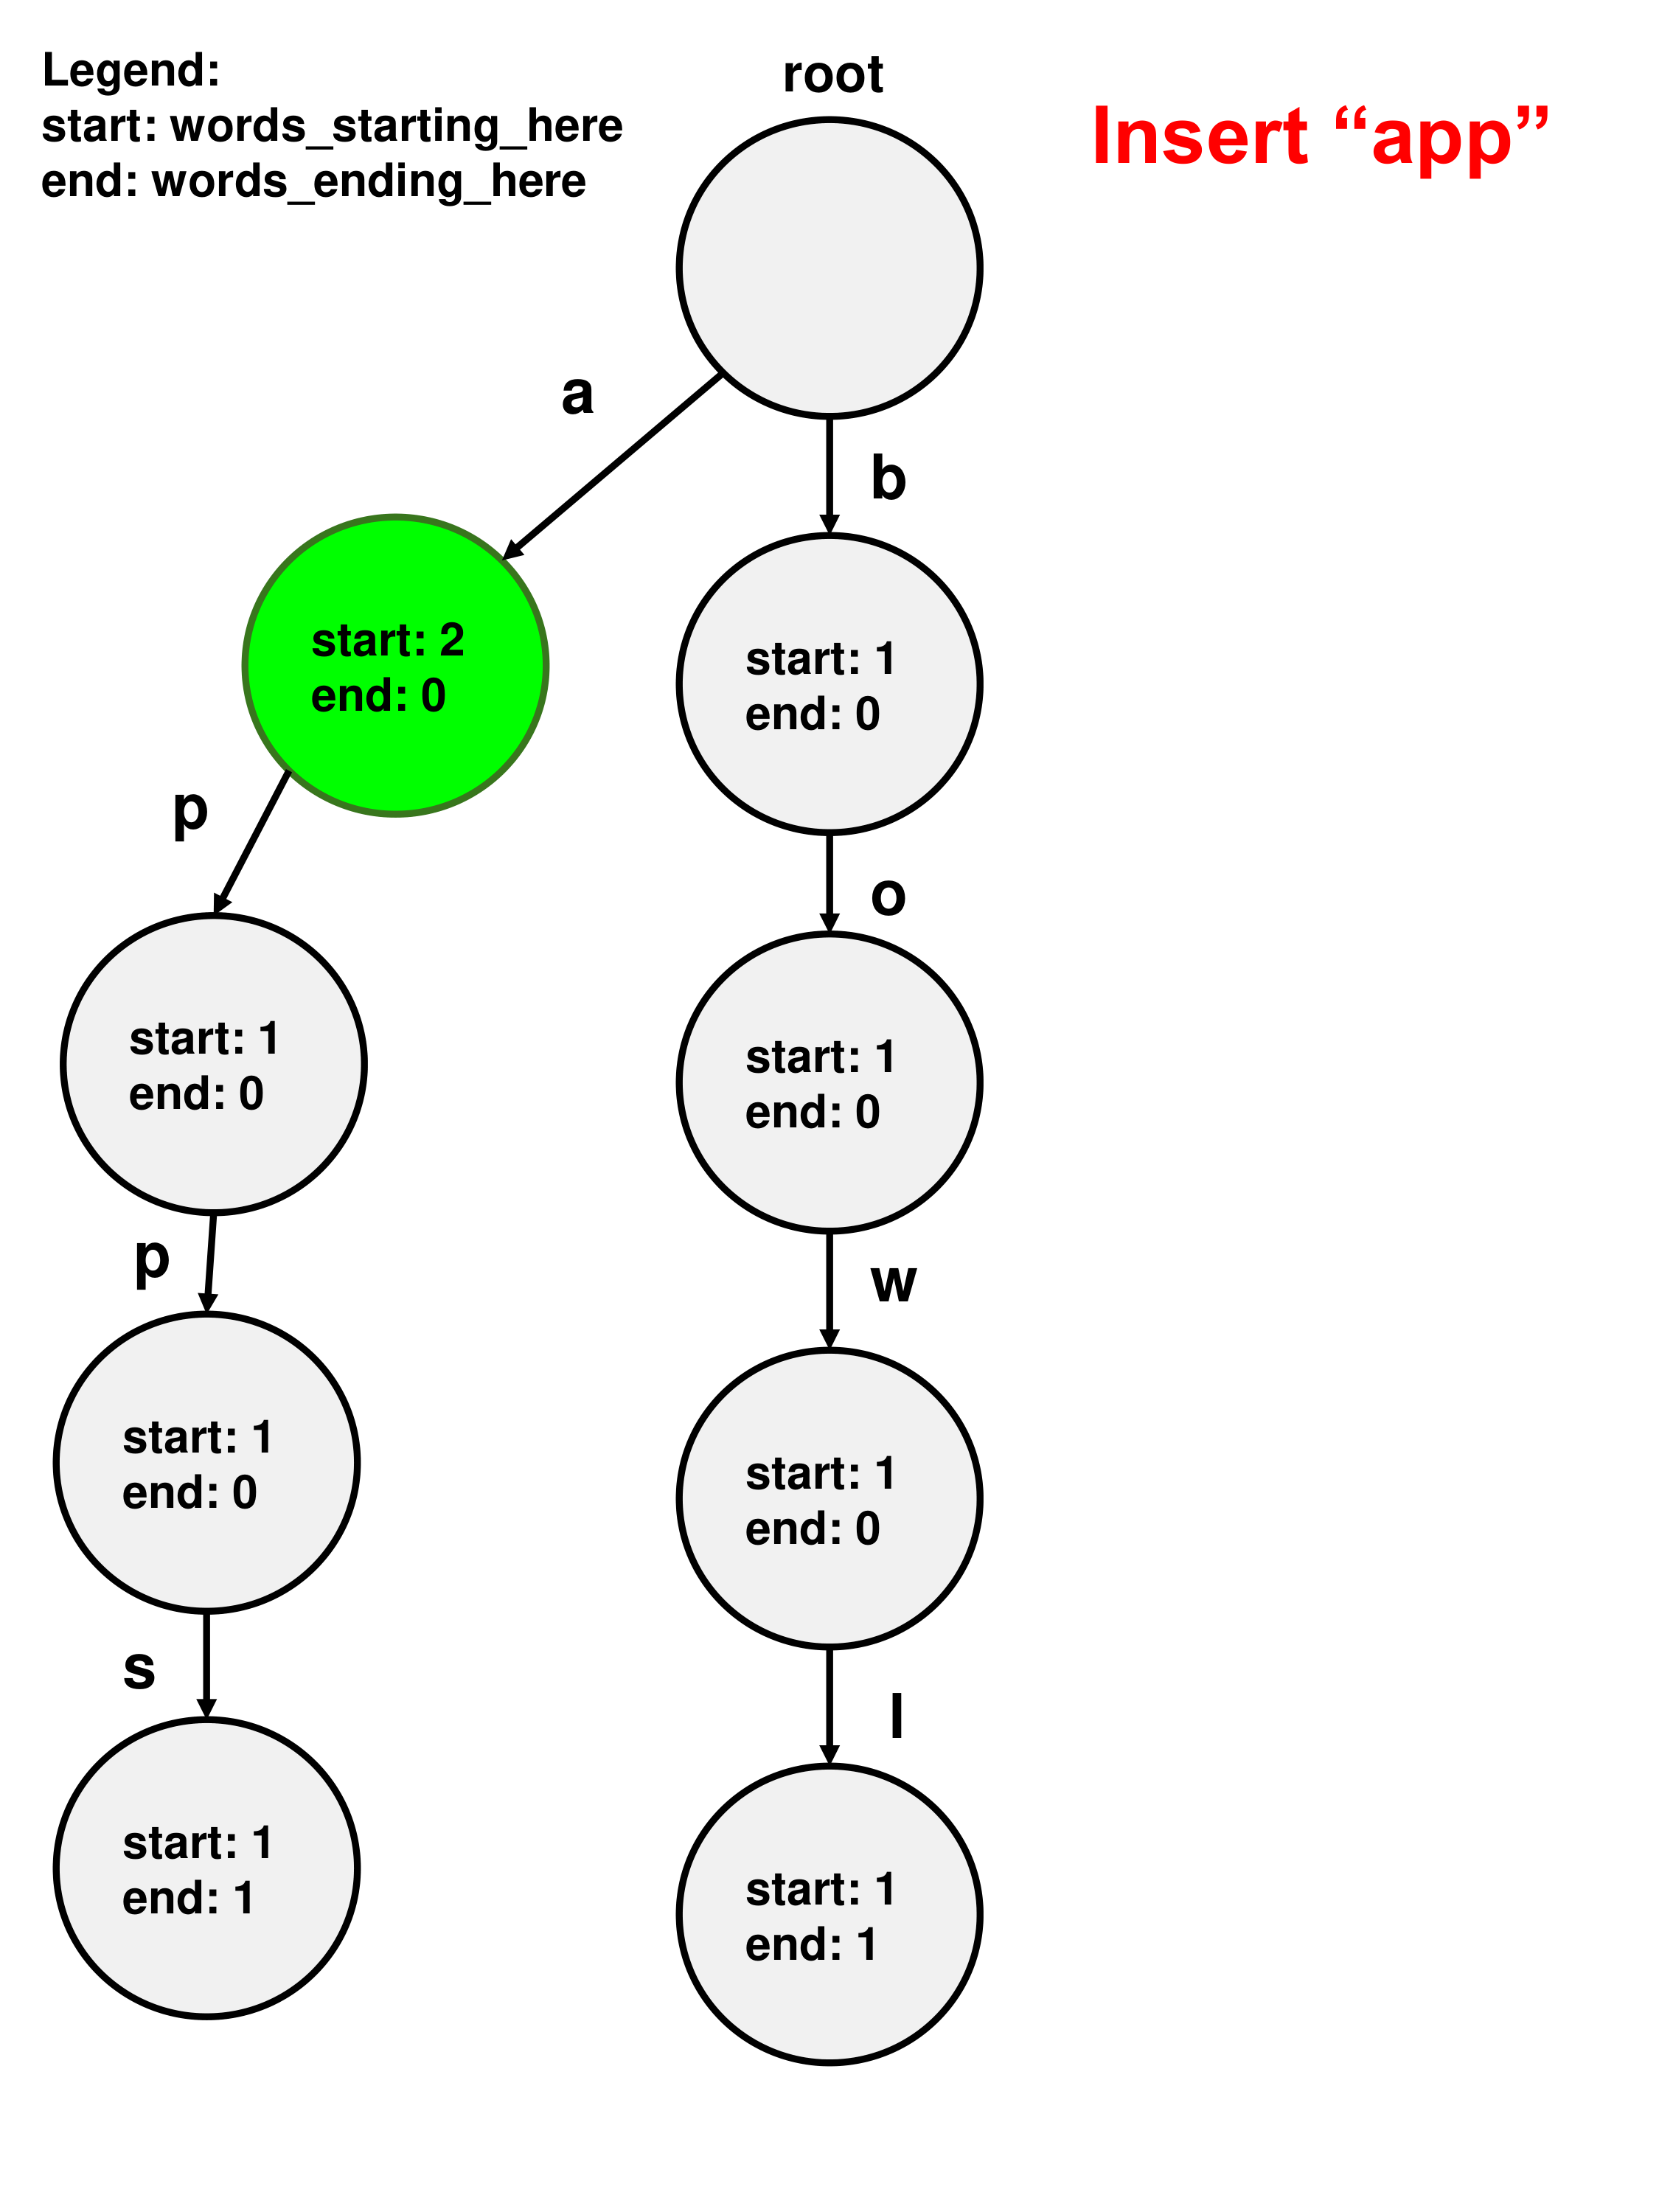 Legend:
start: words_starting_here
end: words_ending_here
root
Insert “app”
a
b
start: 2
end: 0
start: 1
end: 0
p
o
start: 1
end: 0
start: 1
end: 0
p
w
start: 1
end: 0
start: 1
end: 0
s
l
start: 1
end: 1
start: 1
end: 1